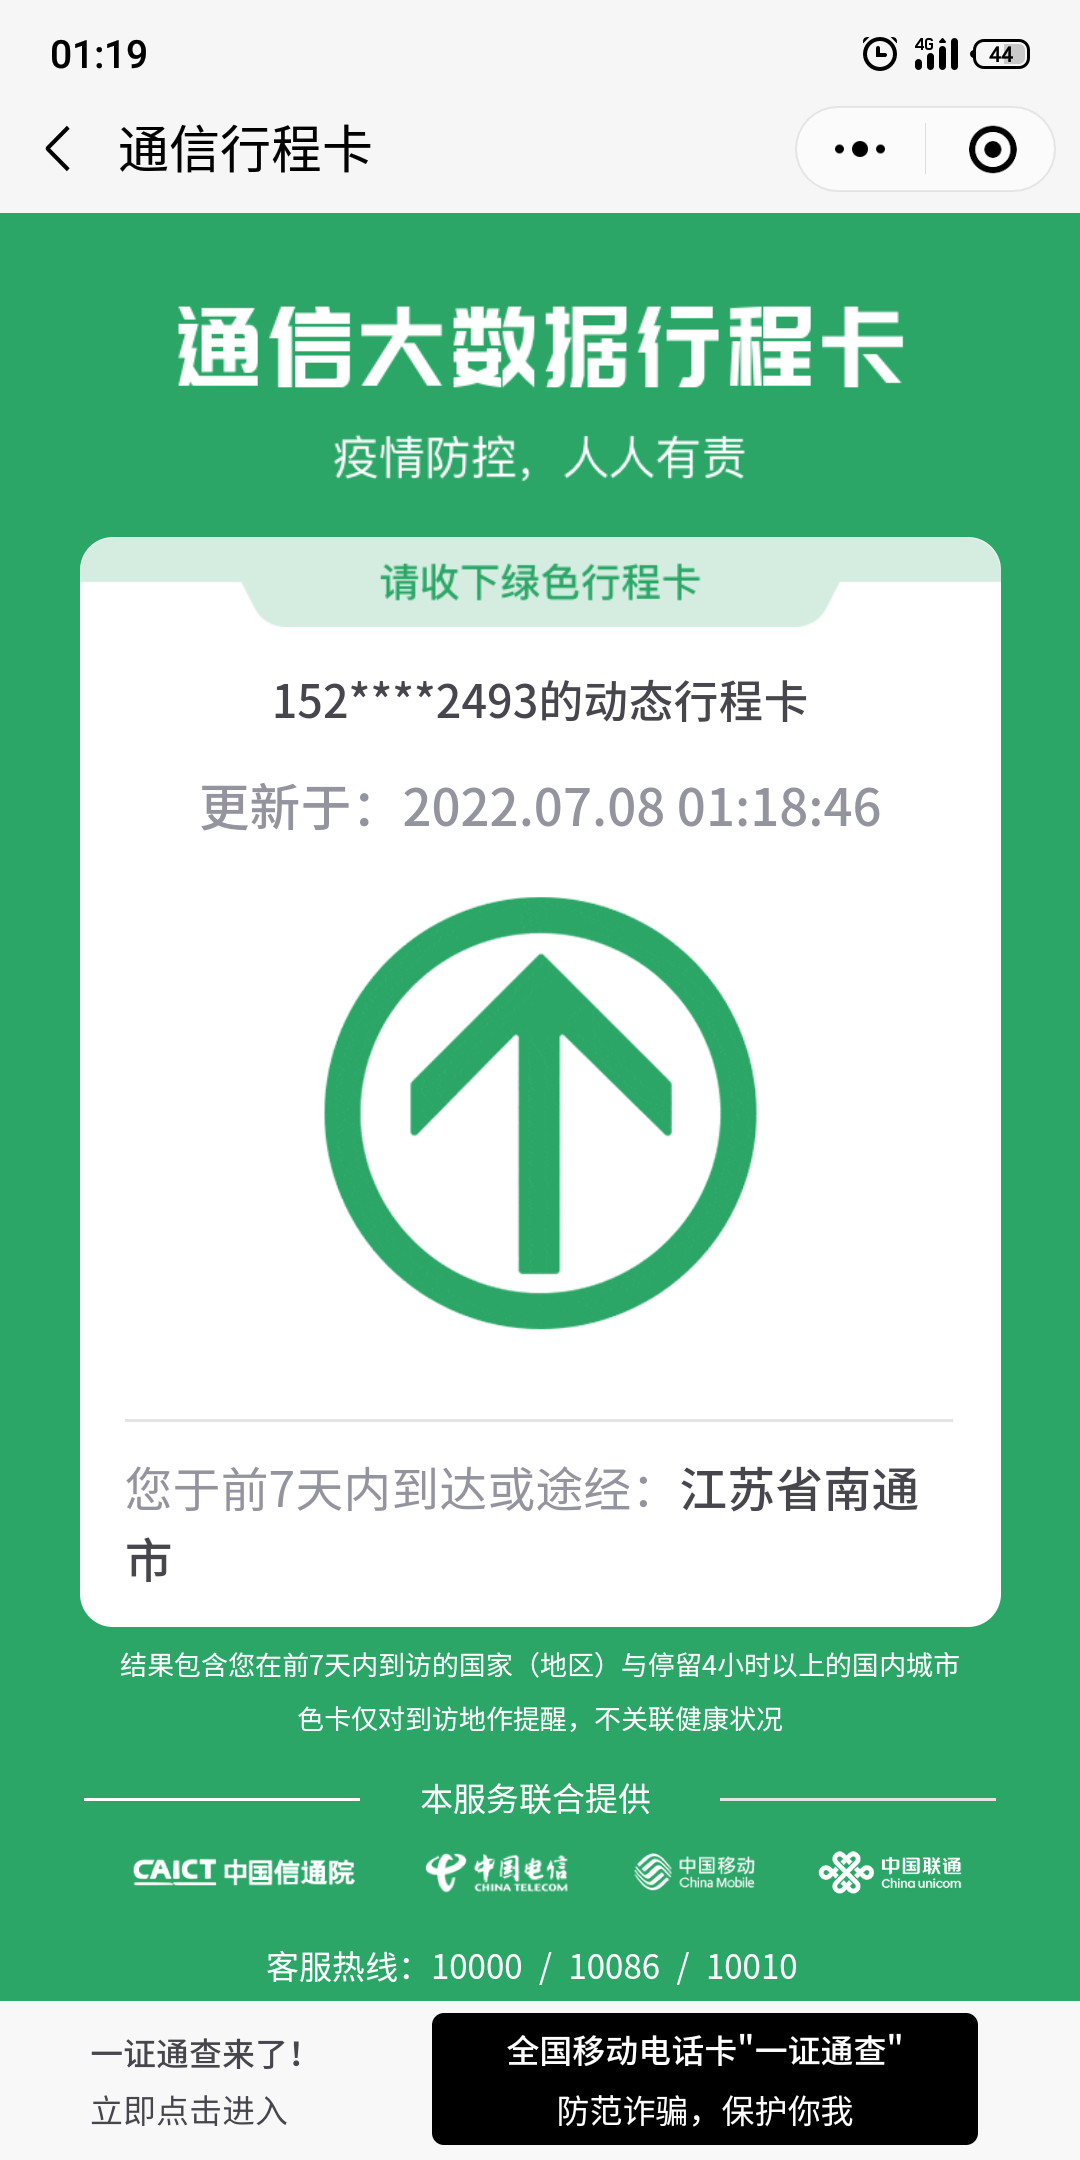 01:19
4G
44
通信行程卡
通信大数据行程卡
疫情防控，人人有责
请收下绿色行程卡
152****2493的动态行程卡
更新于：2022.07.08 01:18:46
您于前7天内到达或途经：江苏省南通
市
结果包含您在前7天内到访的国家（地区）与停留4小时以上的国内城市
色卡仅对到访地作提醒，不关联健康状况
本服务联合提供
CAICT 中国信通院
中国电信
CHINA TELECOM
中国移动
China Mobile
中国联通
China unicom
客服热线：10000 / 10086 / 10010
一证通查来了！
立即点击进入
全国移动电话卡"一证通查"
防范诈骗，保护你我